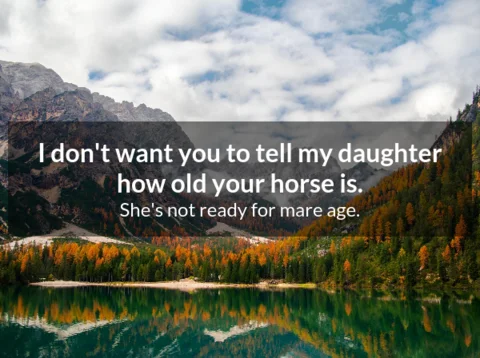 I don't want you to tell my daughter
how old your horse is.
She's not ready for mare age.